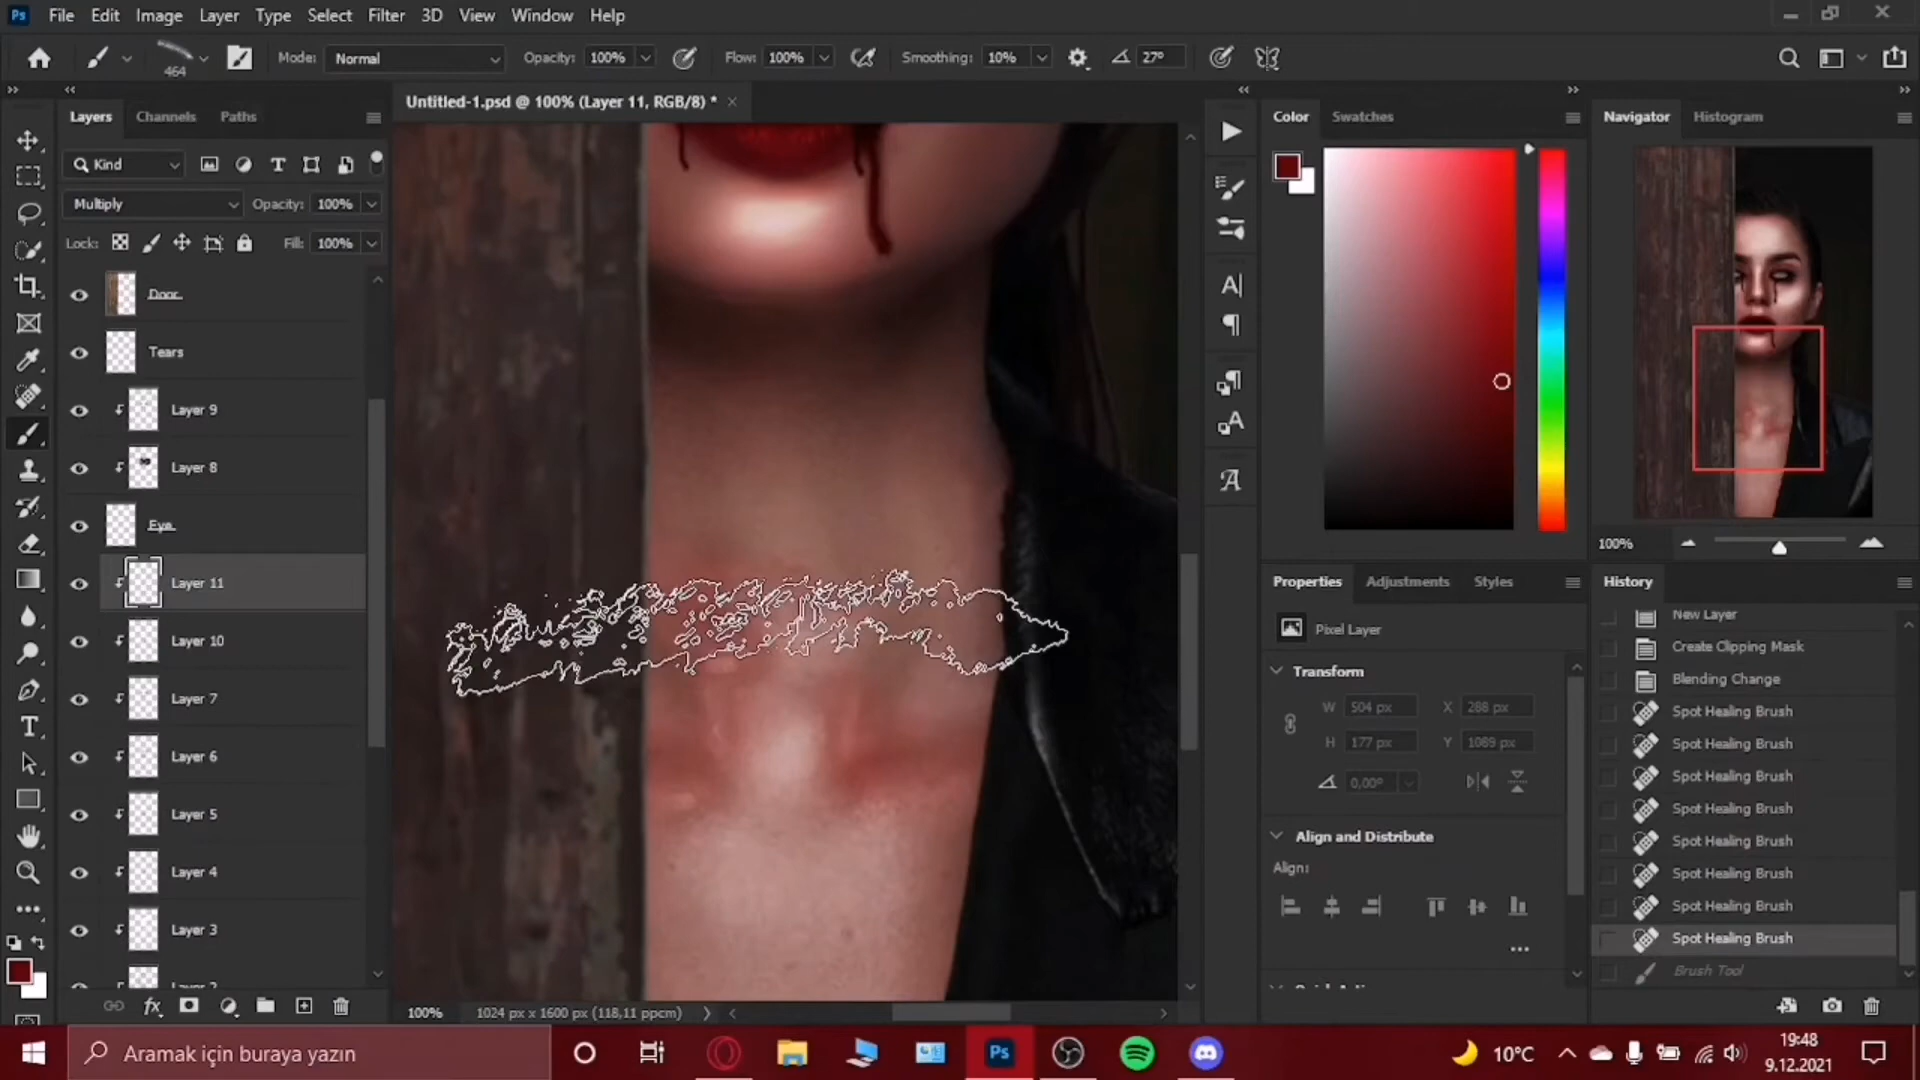 Ps File Edit Image Layer Type Select Filter 3D View Window Help
464 Mode: Normal Opacity: 100% Flow: 100% Smoothing: 10% 27°
Layers Channels Paths
Untitled-1.psd @ 100% (Layer 11, RGB/8) *
Kind
Multiply Opacity: 100%
Lock: Fill: 100%
Door
Tears
Layer 9
Layer 8
Eye
Layer 11
Layer 10
Layer 7
Layer 6
Layer 5
Layer 4
Layer 3
Layer 2
fx
100% 1024 px x 1600 px (118,11 ppcm)
Color Swatches
Properties Adjustments Styles
Pixel Layer
Transform
W 504 px X 288 px
H 177 px Y 1089 px
0,00°
Align and Distribute
Align:
Navigator Histogram
100%
History
New Layer
Create Clipping Mask
Blending Change
Spot Healing Brush
Spot Healing Brush
Spot Healing Brush
Spot Healing Brush
Spot Healing Brush
Spot Healing Brush
Spot Healing Brush
Spot Healing Brush
Brush Tool
Aramak için buraya yazın
Ps
10°C
19:48
9.12.2021